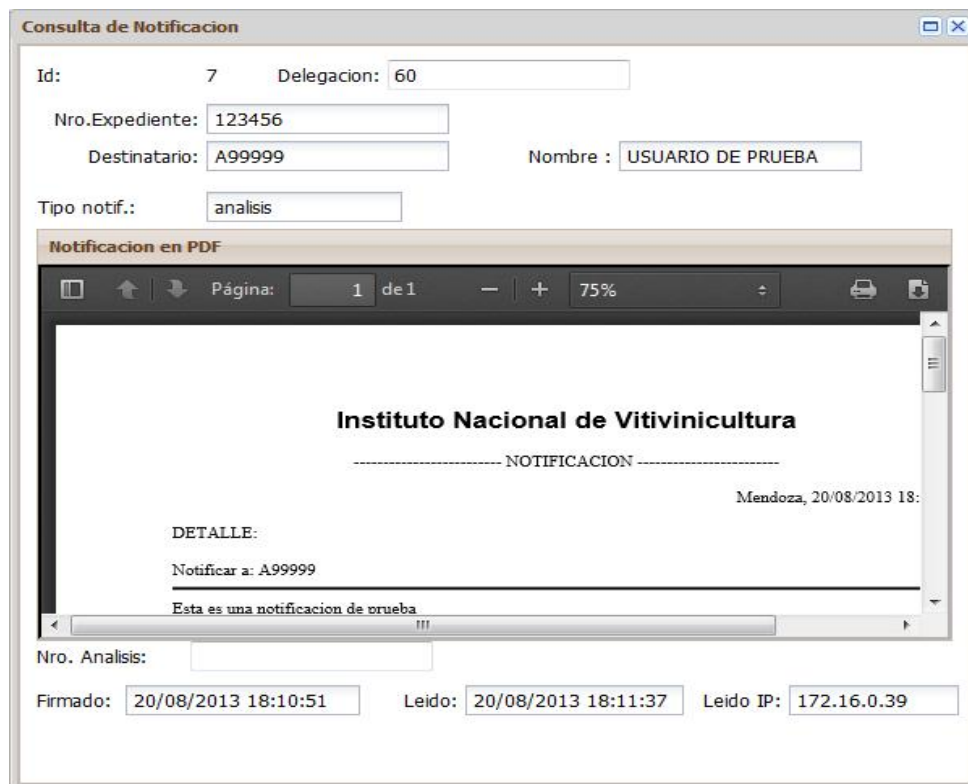 Consulta de Notificacion
Id: 7 Delegacion: 60
Nro.Expediente: 123456
Destinatario: A99999 Nombre : USUARIO DE PRUEBA
Tipo notif.: analisis
Notificacion en PDF
Página: 1 de 1 75%
Instituto Nacional de Vitivinicultura
------------------------- NOTIFICACION ------------------------
Mendoza, 20/08/2013 18:
DETALLE:
Notificar a: A99999
Esta es una notificacion de prueba
Nro. Analisis:
Firmado: 20/08/2013 18:10:51 Leido: 20/08/2013 18:11:37 Leido IP: 172.16.0.39